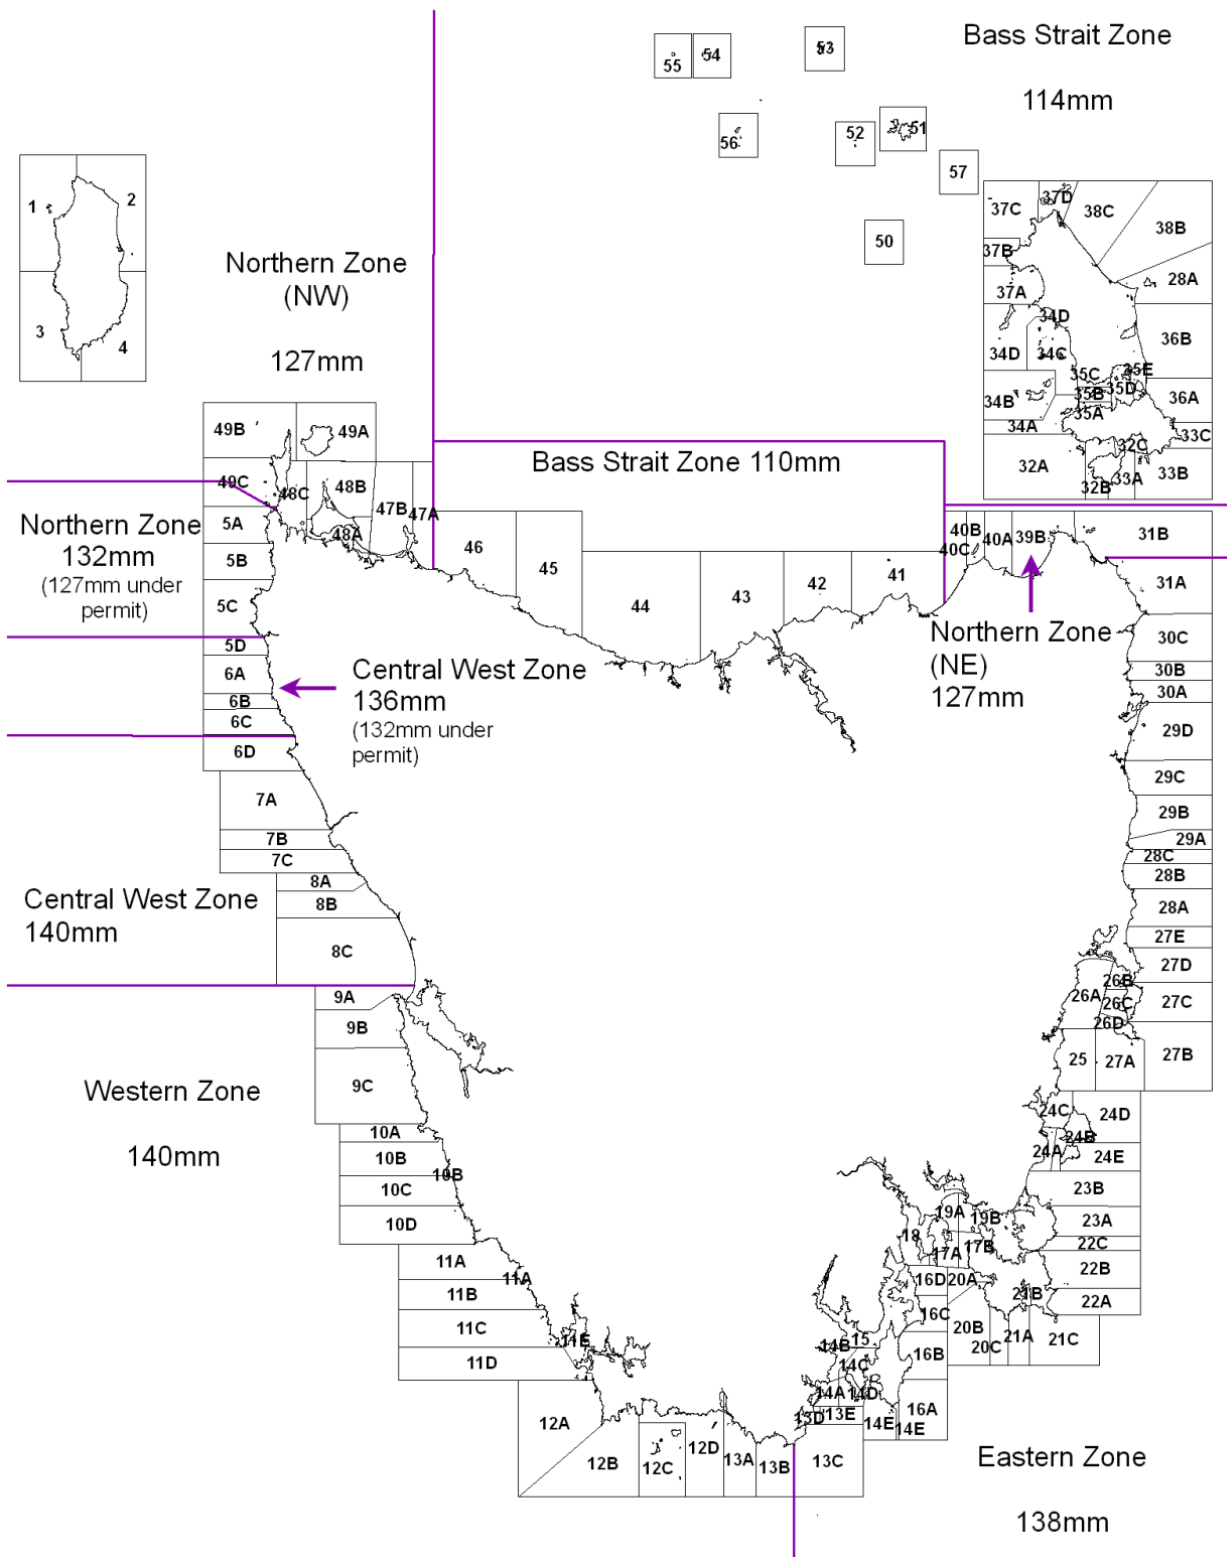 Bass Strait Zone
114mm
55
54
53
56
52
51
57
50
1
2
3
4
Northern Zone
(NW)
127mm
37C
37D
38C
38B
37B
28A
37A
34D
36B
34D
34C
35C
35E
35D
34B
35B
36A
35A
34A
33C
32C
32A
33B
32B
33A
49B
49A
49C
48C
48B
47B
47A
48A
Bass Strait Zone 110mm
46
45
44
43
42
41
40B
40C
40A
39B
31B
31A
Northern Zone
132mm
(127mm under
permit)
5A
5B
5C
5D
6A
6B
6C
6D
Central West Zone
136mm
(132mm under
permit)
Northern Zone
(NE)
127mm
30C
30B
30A
29D
29C
29B
29A
28C
28B
28A
27E
27D
7A
7B
7C
8A
8B
8C
Central West Zone
140mm
26B
26A
26C
27C
26D
25
27A
27B
9A
9B
9C
Western Zone
140mm
10A
10B
10B
10C
10D
24C
24D
24B
24A
24E
23B
23A
22C
22B
22A
19A
19B
18
17A
17B
16D
20A
21B
16C
20B
20C
21A
21C
11A
11A
11B
11C
11E
11D
15
14B
14C
16B
14A
14D
13D
13E
14E
16A
14E
12A
12B
12C
12D
13A
13B
13C
Eastern Zone
138mm